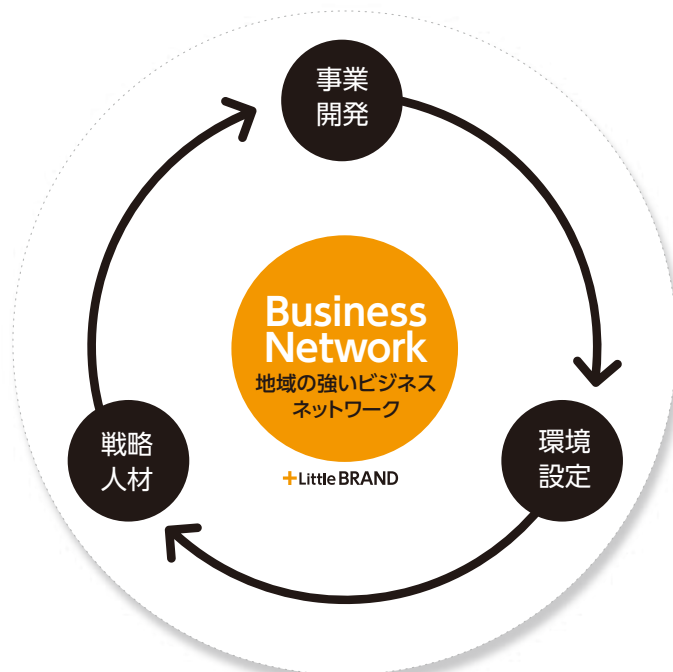 事業
開発
Business
Network
地域の強いビジネス
ネットワーク
+Little BRAND
戦略
人材
環境
設定